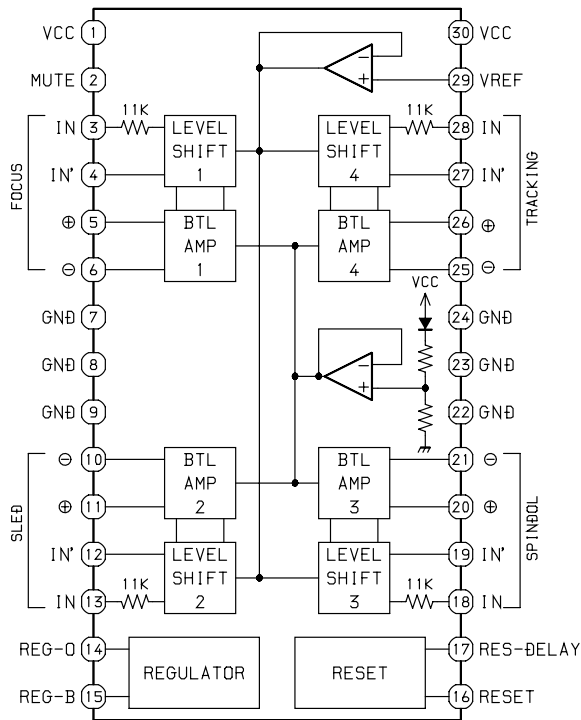 VCC 1 30 VCC
MUTE 2 29 VREF
− +
11K 11K
IN 3 LEVEL SHIFT 1 LEVEL SHIFT 4 28 IN
IN' 4 27 IN'
FOCUS TRACKING
⊕ 5 BTL AMP 1 BTL AMP 4 26 ⊕
⊖ 6 25 ⊖
VCC
GND 7 24 GND
GND 8 23 GND
− +
GND 9 22 GND
⊖ 10 BTL AMP 2 BTL AMP 3 21 ⊖
⊕ 11 20 ⊕
SLED SPINDOL
IN' 12 LEVEL SHIFT 2 LEVEL SHIFT 3 19 IN'
11K 11K
IN 13 18 IN
REG-O 14 REGULATOR RESET 17 RES-DELAY
REG-B 15 16 RESET